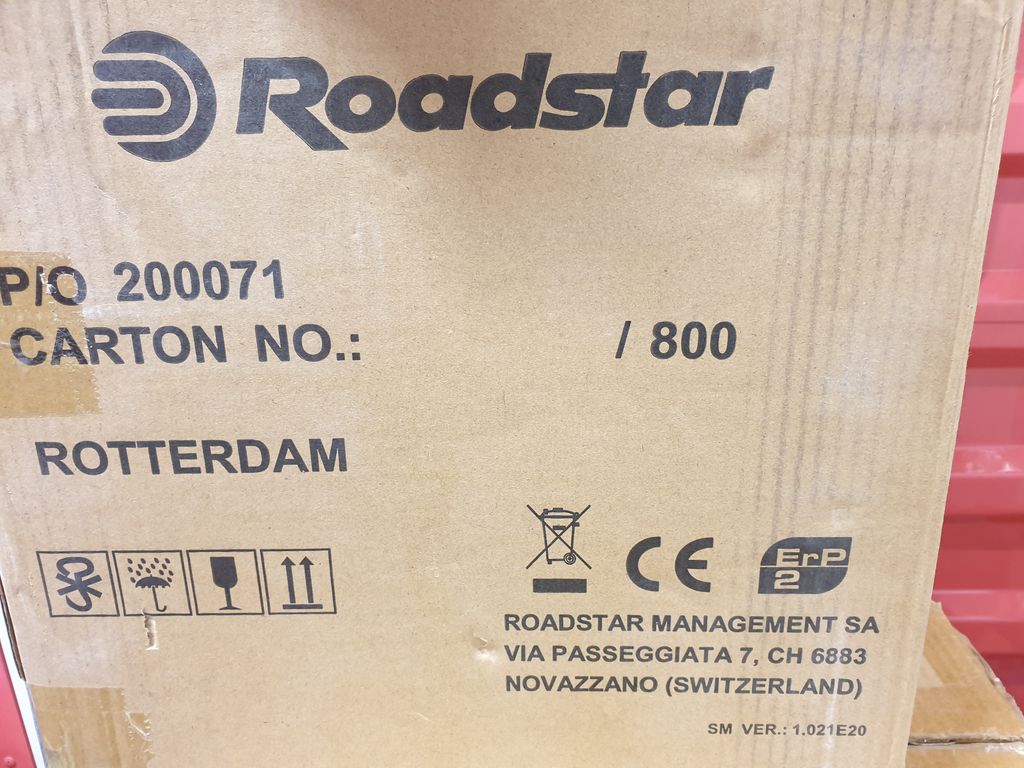 Roadstar
P/O 200071
CARTON NO.: / 800
ROTTERDAM
CE
ErP
2
ROADSTAR MANAGEMENT SA
VIA PASSEGGIATA 7, CH 6883
NOVAZZANO (SWITZERLAND)
SM VER.: 1.021E20